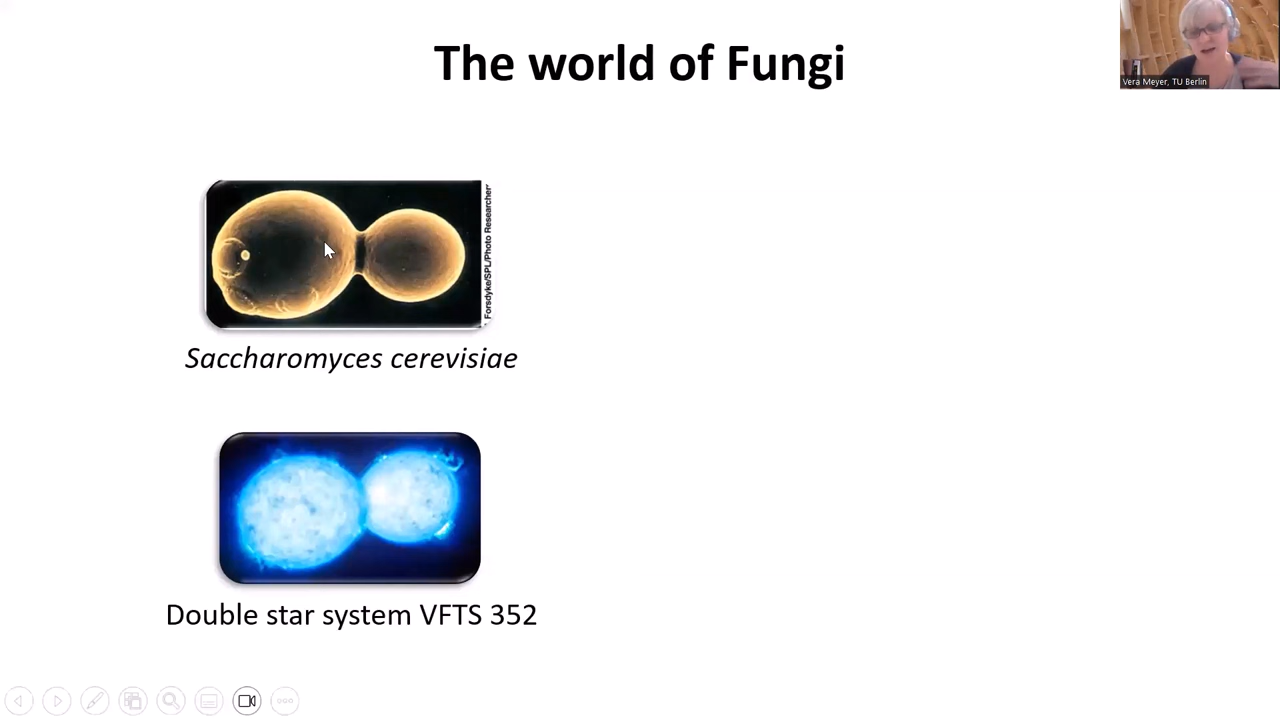 The world of Fungi
Vera Meyer, TU Berlin
Forsdyke/SPL/Photo Researcher
Saccharomyces cerevisiae
Double star system VFTS 352